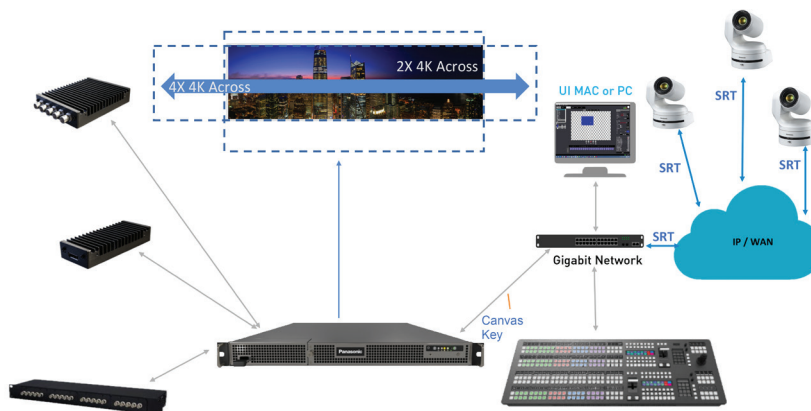 2X 4K Across
4X 4K Across
UI MAC or PC
SRT
SRT
SRT
SRT
IP / WAN
Gigabit Network
Canvas
Key
Panasonic